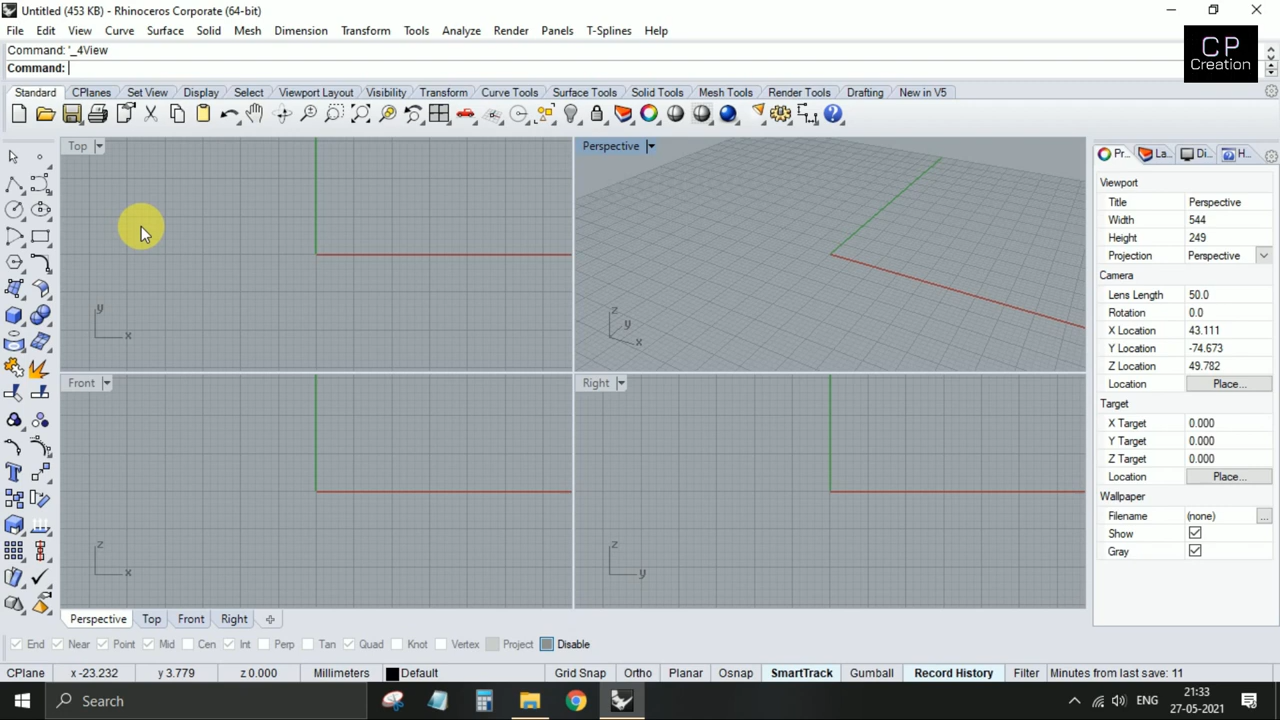 Untitled (453 KB) - Rhinoceros Corporate (64-bit)
File Edit View Curve Surface Solid Mesh Dimension Transform Tools Analyze Render Panels T-Splines Help
CP
Creation
Command: '_4View
Command:
Standard CPlanes Set View Display Select Viewport Layout Visibility Transform Curve Tools Surface Tools Solid Tools Mesh Tools Render Tools Drafting New in V5
Top
y
x
Perspective
z
y
x
Front
z
x
Right
z
y
Pr... La... Di... H...
Viewport
Title Perspective
Width 544
Height 249
Projection Perspective
Camera
Lens Length 50.0
Rotation 0.0
X Location 43.111
Y Location -74.673
Z Location 49.782
Location Place...
Target
X Target 0.000
Y Target 0.000
Z Target 0.000
Location Place...
Wallpaper
Filename (none) ...
Show
Gray
Perspective Top Front Right
End Near Point Mid Cen Int Perp Tan Quad Knot Vertex Project Disable
CPlane x -23.232 y 3.779 z 0.000 Millimeters Default Grid Snap Ortho Planar Osnap SmartTrack Gumball Record History Filter Minutes from last save: 11
Search
ENG
21:33
27-05-2021